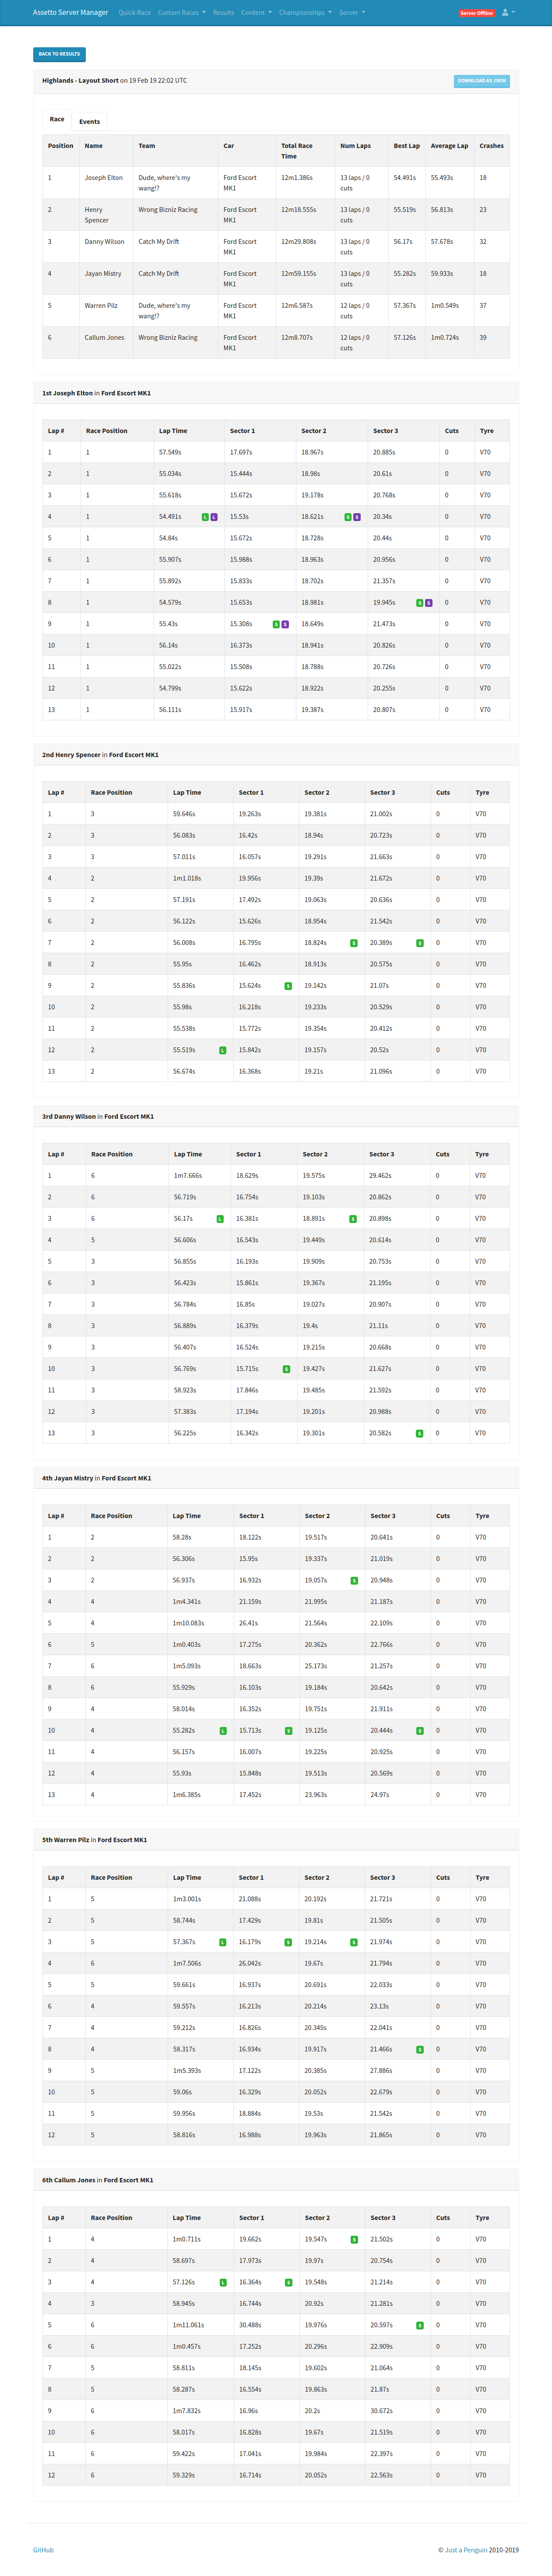 Assetto Server Manager Quick Race Custom Races Results Content Championships Server Server Offline
BACK TO RESULTS
Highlands - Layout Short on 19 Feb 19 22:02 UTC DOWNLOAD AS JSON
Race Events
Position Name Team Car Total Race Time Num Laps Best Lap Average Lap Crashes
1 Joseph Elton Dude, where's my wang!? Ford Escort MK1 12m1.386s 13 laps / 0 cuts 54.491s 55.493s 18
2 Henry Spencer Wrong Bizniz Racing Ford Escort MK1 12m18.555s 13 laps / 0 cuts 55.519s 56.813s 23
3 Danny Wilson Catch My Drift Ford Escort MK1 12m29.808s 13 laps / 0 cuts 56.17s 57.678s 32
4 Jayan Mistry Catch My Drift Ford Escort MK1 12m59.155s 13 laps / 0 cuts 55.282s 59.933s 18
5 Warren Pilz Dude, where's my wang!? Ford Escort MK1 12m6.587s 12 laps / 0 cuts 57.367s 1m0.549s 37
6 Callum Jones Wrong Bizniz Racing Ford Escort MK1 12m8.707s 12 laps / 0 cuts 57.126s 1m0.724s 39
1st Joseph Elton in Ford Escort MK1
Lap # Race Position Lap Time Sector 1 Sector 2 Sector 3 Cuts Tyre
1 1 57.549s 17.697s 18.967s 20.885s 0 V70
2 1 55.034s 15.444s 18.98s 20.61s 0 V70
3 1 55.618s 15.672s 19.178s 20.768s 0 V70
4 1 54.491s L L 15.53s 18.621s S S 20.34s 0 V70
5 1 54.84s 15.672s 18.728s 20.44s 0 V70
6 1 55.907s 15.988s 18.963s 20.956s 0 V70
7 1 55.892s 15.833s 18.702s 21.357s 0 V70
8 1 54.579s 15.653s 18.981s 19.945s S S 0 V70
9 1 55.43s 15.308s S S 18.649s 21.473s 0 V70
10 1 56.14s 16.373s 18.941s 20.826s 0 V70
11 1 55.022s 15.508s 18.788s 20.726s 0 V70
12 1 54.799s 15.622s 18.922s 20.255s 0 V70
13 1 56.111s 15.917s 19.387s 20.807s 0 V70
2nd Henry Spencer in Ford Escort MK1
Lap # Race Position Lap Time Sector 1 Sector 2 Sector 3 Cuts Tyre
1 3 59.646s 19.263s 19.381s 21.002s 0 V70
2 3 56.083s 16.42s 18.94s 20.723s 0 V70
3 3 57.011s 16.057s 19.291s 21.663s 0 V70
4 2 1m1.018s 19.956s 19.39s 21.672s 0 V70
5 2 57.191s 17.492s 19.063s 20.636s 0 V70
6 2 56.122s 15.626s 18.954s 21.542s 0 V70
7 2 56.008s 16.795s 18.824s S 20.389s S 0 V70
8 2 55.95s 16.462s 18.913s 20.575s 0 V70
9 2 55.836s 15.624s S 19.142s 21.07s 0 V70
10 2 55.98s 16.218s 19.233s 20.529s 0 V70
11 2 55.538s 15.772s 19.354s 20.412s 0 V70
12 2 55.519s L 15.842s 19.157s 20.52s 0 V70
13 2 56.674s 16.368s 19.21s 21.096s 0 V70
3rd Danny Wilson in Ford Escort MK1
Lap # Race Position Lap Time Sector 1 Sector 2 Sector 3 Cuts Tyre
1 6 1m7.666s 18.629s 19.575s 29.462s 0 V70
2 6 56.719s 16.754s 19.103s 20.862s 0 V70
3 6 56.17s L 16.381s 18.891s S 20.898s 0 V70
4 5 56.606s 16.543s 19.449s 20.614s 0 V70
5 3 56.855s 16.193s 19.909s 20.753s 0 V70
6 3 56.423s 15.861s 19.367s 21.195s 0 V70
7 3 56.784s 16.85s 19.027s 20.907s 0 V70
8 3 56.889s 16.379s 19.4s 21.11s 0 V70
9 3 56.407s 16.524s 19.215s 20.668s 0 V70
10 3 56.769s 15.715s S 19.427s 21.627s 0 V70
11 3 58.923s 17.846s 19.485s 21.592s 0 V70
12 3 57.383s 17.194s 19.201s 20.988s 0 V70
13 3 56.225s 16.342s 19.301s 20.582s S 0 V70
4th Jayan Mistry in Ford Escort MK1
Lap # Race Position Lap Time Sector 1 Sector 2 Sector 3 Cuts Tyre
1 2 58.28s 18.122s 19.517s 20.641s 0 V70
2 2 56.306s 15.95s 19.337s 21.019s 0 V70
3 2 56.937s 16.932s 19.057s S 20.948s 0 V70
4 4 1m4.341s 21.159s 21.995s 21.187s 0 V70
5 4 1m10.083s 26.41s 21.564s 22.109s 0 V70
6 5 1m0.403s 17.275s 20.362s 22.766s 0 V70
7 6 1m5.093s 18.663s 25.173s 21.257s 0 V70
8 6 55.929s 16.103s 19.184s 20.642s 0 V70
9 4 58.014s 16.352s 19.751s 21.911s 0 V70
10 4 55.282s L 15.713s S 19.125s 20.444s S 0 V70
11 4 56.157s 16.007s 19.225s 20.925s 0 V70
12 4 55.93s 15.848s 19.513s 20.569s 0 V70
13 4 1m6.385s 17.452s 23.963s 24.97s 0 V70
5th Warren Pilz in Ford Escort MK1
Lap # Race Position Lap Time Sector 1 Sector 2 Sector 3 Cuts Tyre
1 5 1m3.001s 21.088s 20.192s 21.721s 0 V70
2 5 58.744s 17.429s 19.81s 21.505s 0 V70
3 5 57.367s L 16.179s S 19.214s S 21.974s 0 V70
4 6 1m7.506s 26.042s 19.67s 21.794s 0 V70
5 5 59.661s 16.937s 20.691s 22.033s 0 V70
6 4 59.557s 16.213s 20.214s 23.13s 0 V70
7 4 59.212s 16.826s 20.345s 22.041s 0 V70
8 4 58.317s 16.934s 19.917s 21.466s S 0 V70
9 5 1m5.393s 17.122s 20.385s 27.886s 0 V70
10 5 59.06s 16.329s 20.052s 22.679s 0 V70
11 5 59.956s 18.884s 19.53s 21.542s 0 V70
12 5 58.816s 16.988s 19.963s 21.865s 0 V70
6th Callum Jones in Ford Escort MK1
Lap # Race Position Lap Time Sector 1 Sector 2 Sector 3 Cuts Tyre
1 4 1m0.711s 19.662s 19.547s S 21.502s 0 V70
2 4 58.697s 17.973s 19.97s 20.754s 0 V70
3 4 57.126s L 16.364s S 19.548s 21.214s 0 V70
4 3 58.945s 16.744s 20.92s 21.281s 0 V70
5 6 1m11.061s 30.488s 19.976s 20.597s S 0 V70
6 6 1m0.457s 17.252s 20.296s 22.909s 0 V70
7 5 58.811s 18.145s 19.602s 21.064s 0 V70
8 5 58.287s 16.554s 19.863s 21.87s 0 V70
9 6 1m7.832s 16.96s 20.2s 30.672s 0 V70
10 6 58.017s 16.828s 19.67s 21.519s 0 V70
11 6 59.422s 17.041s 19.984s 22.397s 0 V70
12 6 59.329s 16.714s 20.052s 22.563s 0 V70
GitHub © Just a Penguin 2010-2019